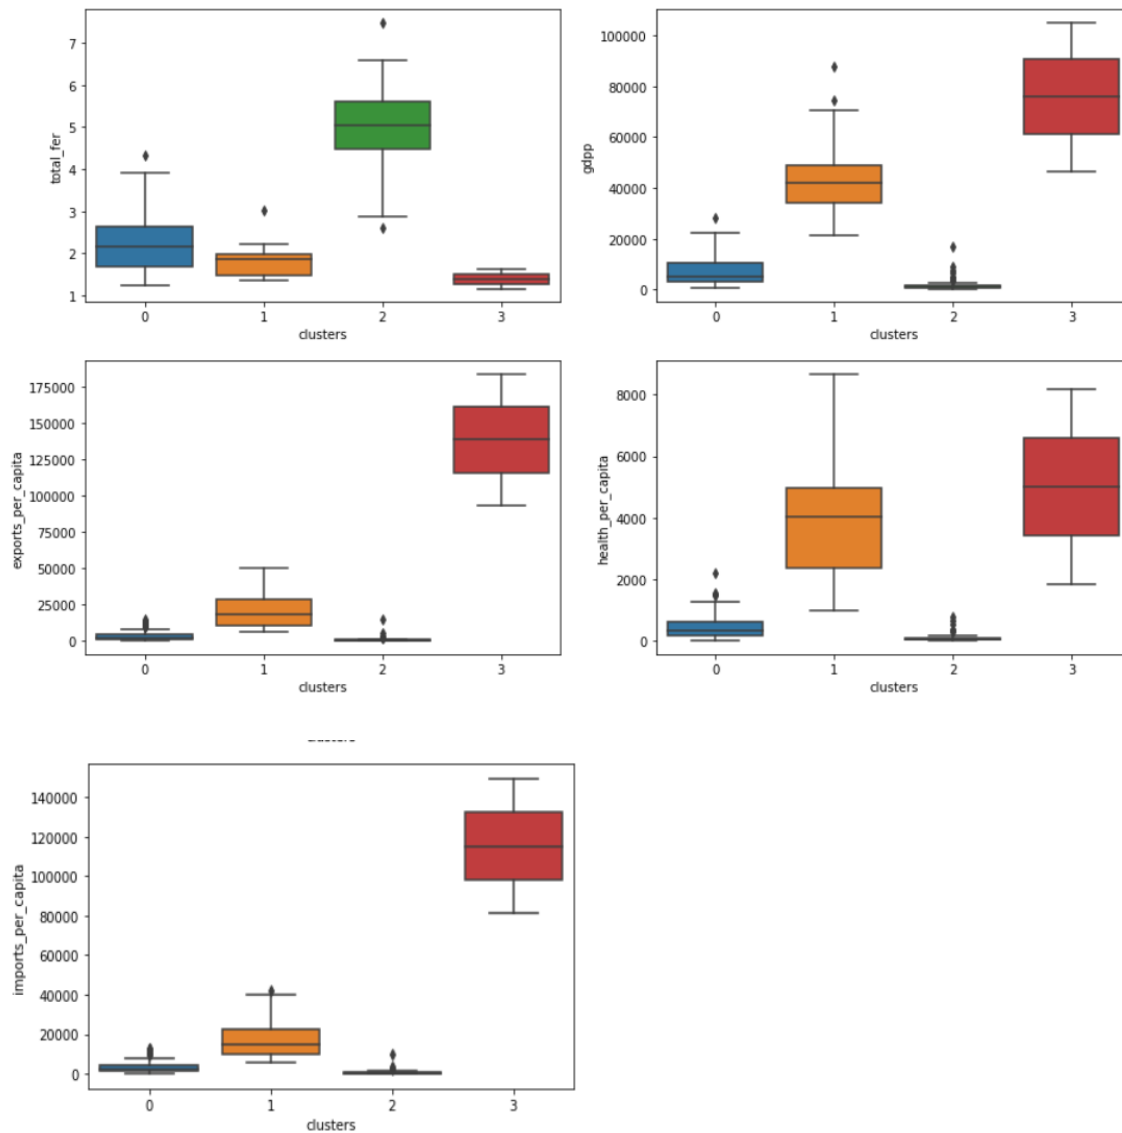 total_fer
7
6
5
4
3
2
1
0 1 2 3
clusters
gdpp
100000
80000
60000
40000
20000
0
0 1 2 3
clusters
exports_per_capita
175000
150000
125000
100000
75000
50000
25000
0
0 1 2 3
clusters
health_per_capita
8000
6000
4000
2000
0
0 1 2 3
clusters
imports_per_capita
140000
120000
100000
80000
60000
40000
20000
0
0 1 2 3
clusters